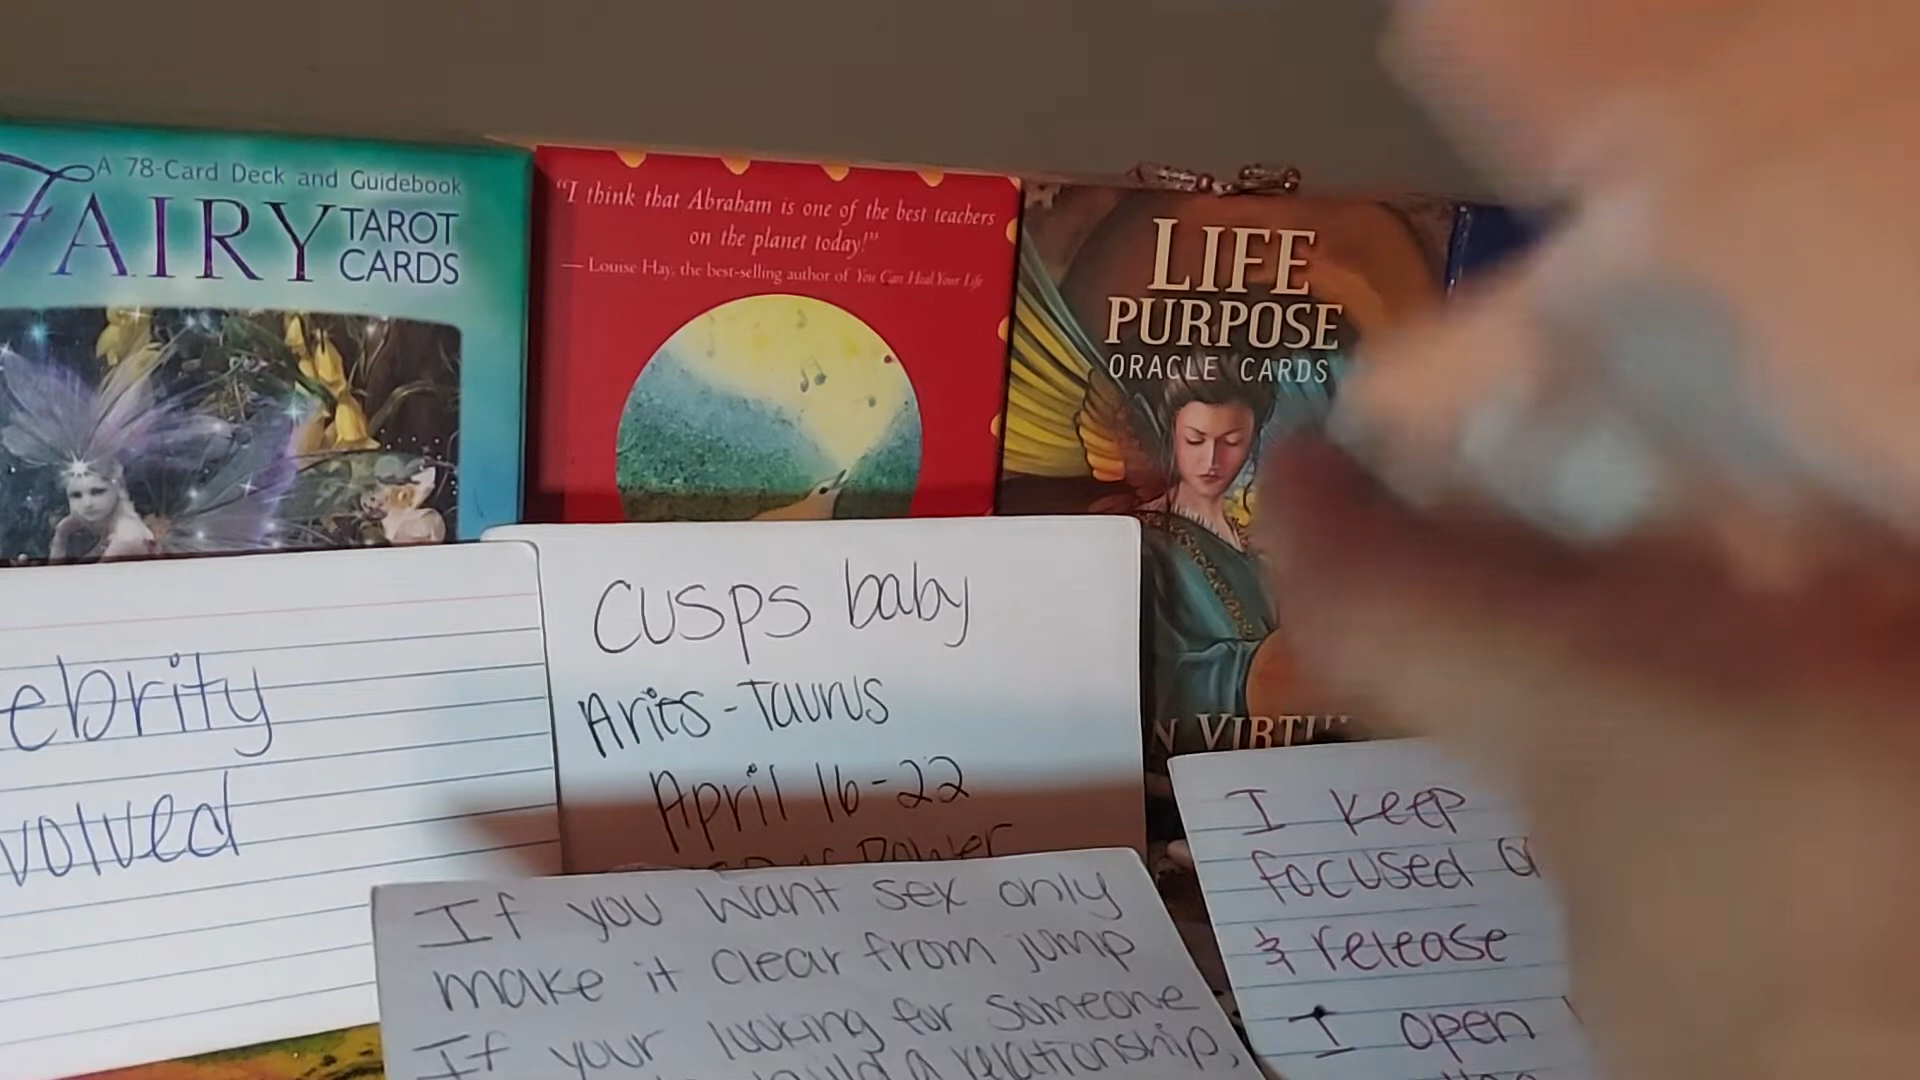 A 78-Card Deck and Guidebook
FAIRY TAROT
CARDS
"I think that Abraham is one of the best teachers
on the planet today!"
— Louise Hay, the best-selling author of You Can Heal Your Life
LIFE
PURPOSE
ORACLE CARDS
N VIRTU
ebrity
volved
CUSPS baby
Aries-Taurus
April 16-22
Power
If you want sex only
make it clear from jump
If your looking for someone
a relationship,
I keep
focused
& release
I open